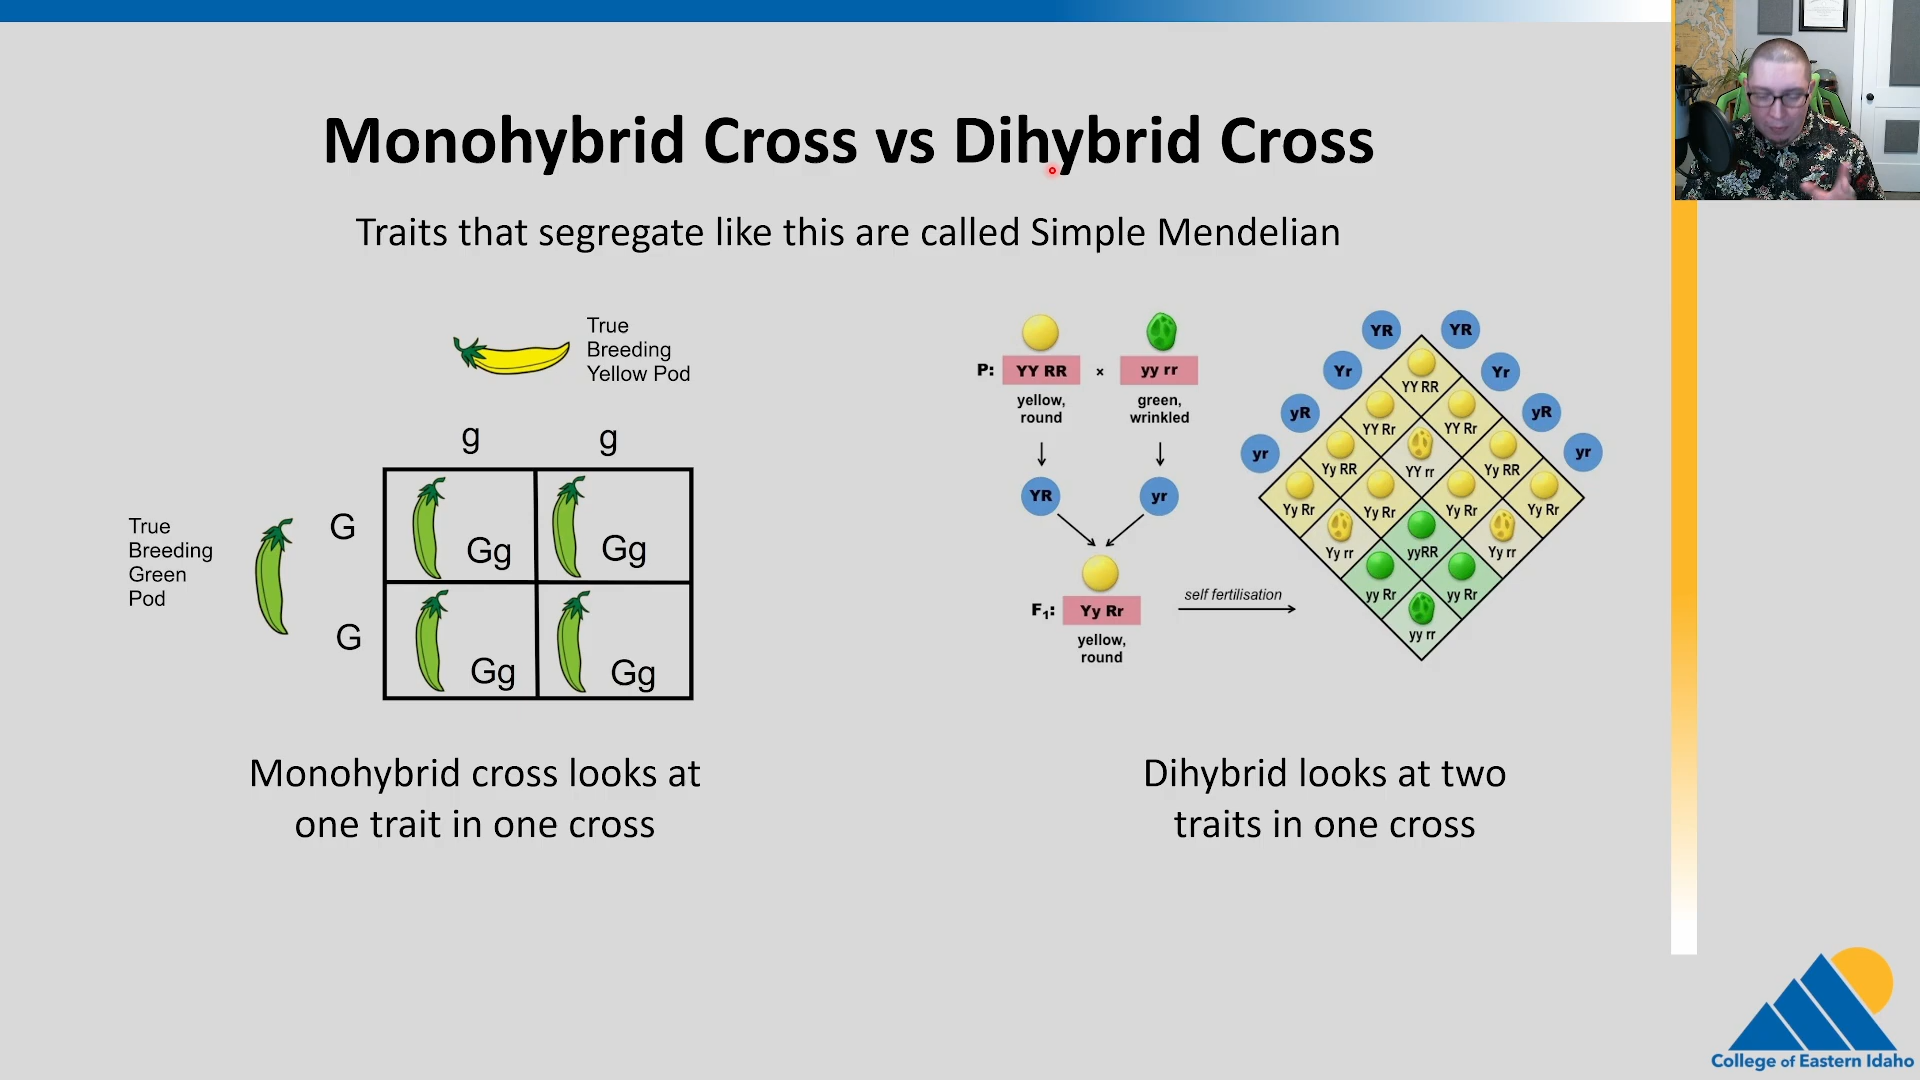 Monohybrid Cross vs Dihybrid Cross
Traits that segregate like this are called Simple Mendelian
True
Breeding
Yellow Pod
g g
True
Breeding
Green
Pod
G
G
Gg Gg
Gg Gg
Monohybrid cross looks at
one trait in one cross
P: YY RR × yy rr
yellow,
round
green,
wrinkled
YR yr
F1: Yy Rr
yellow,
round
self fertilisation
YR YR
Yr Yr
yR yR
yr yr
YY RR
YY Rr YY Rr
Yy RR YY rr Yy RR
Yy Rr Yy Rr Yy Rr Yy Rr
Yy rr yyRR Yy rr
yy Rr yy Rr
yy rr
Dihybrid looks at two
traits in one cross
College of Eastern Idaho